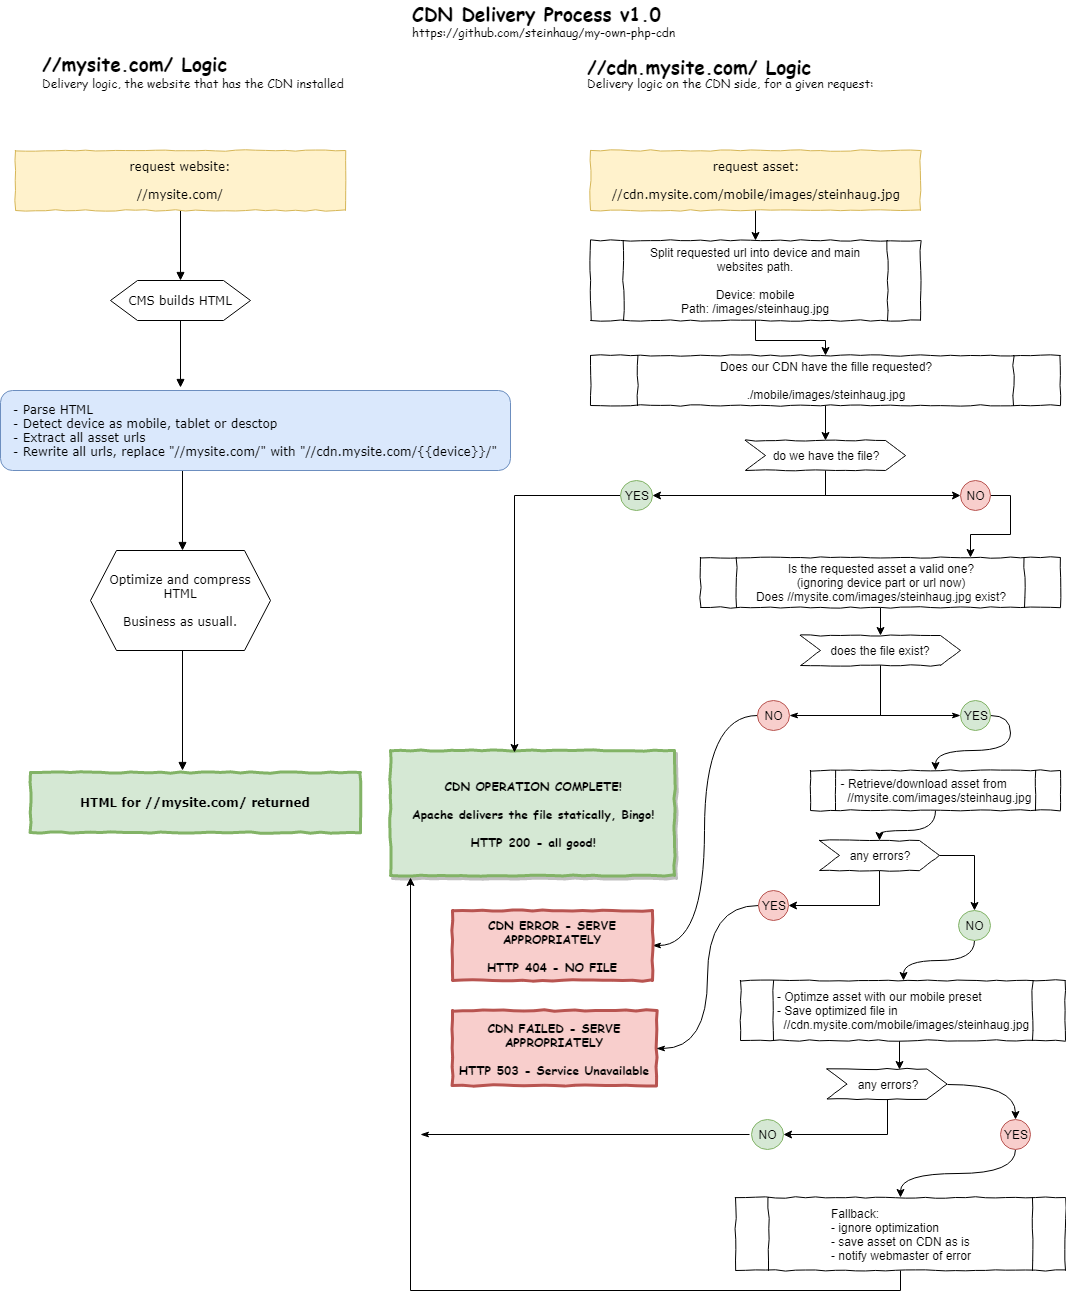 CDN Delivery Process v1.0
https://github.com/steinhaug/my-own-php-cdn
//mysite.com/ Logic
Delivery logic, the website that has the CDN installed
request website:
//mysite.com/
CMS builds HTML
- Parse HTML
- Detect device as mobile, tablet or desctop
- Extract all asset urls
- Rewrite all urls, replace "//mysite.com/" with "//cdn.mysite.com/{{device}}/"
Optimize and compress
HTML
Business as usuall.
HTML for //mysite.com/ returned
//cdn.mysite.com/ Logic
Delivery logic on the CDN side, for a given request:
request asset:
//cdn.mysite.com/mobile/images/steinhaug.jpg
Split requested url into device and main
websites path.
Device: mobile
Path: /images/steinhaug.jpg
Does our CDN have the fille requested?
./mobile/images/steinhaug.jpg
do we have the file?
YES
NO
Is the requested asset a valid one?
(ignoring device part or url now)
Does //mysite.com/images/steinhaug.jpg exist?
does the file exist?
NO
YES
CDN OPERATION COMPLETE!
Apache delivers the file statically, Bingo!
HTTP 200 - all good!
- Retrieve/download asset from
//mysite.com/images/steinhaug.jpg
any errors?
YES
NO
CDN ERROR - SERVE
APPROPRIATELY
HTTP 404 - NO FILE
- Optimze asset with our mobile preset
- Save optimized file in
//cdn.mysite.com/mobile/images/steinhaug.jpg
CDN FAILED - SERVE
APPROPRIATELY
HTTP 503 - Service Unavailable
any errors?
NO
YES
Fallback:
- ignore optimization
- save asset on CDN as is
- notify webmaster of error